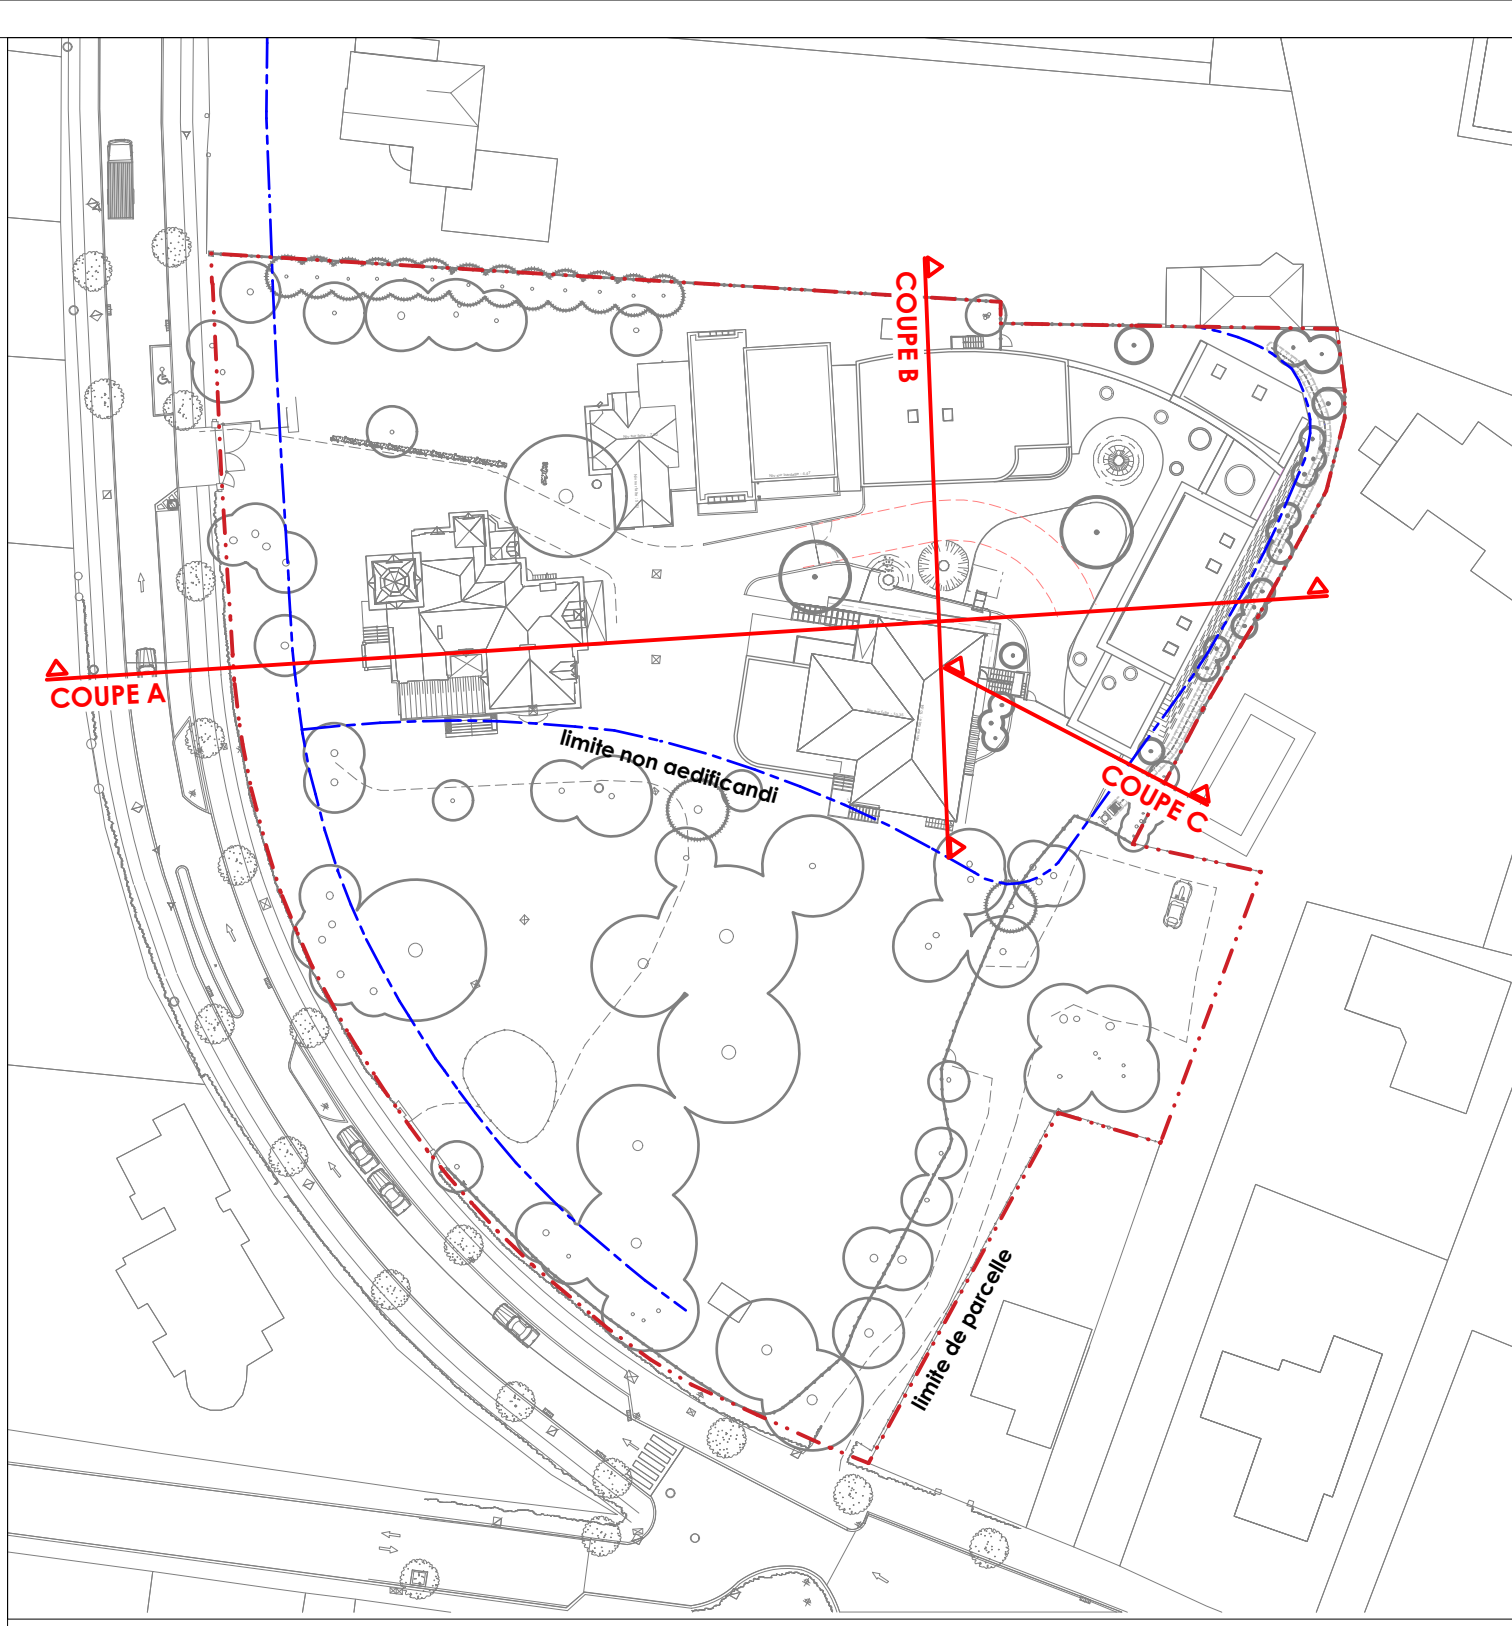 COUPE B
COUPE A
limite non aedificandi
COUPE C
limite de parcelle